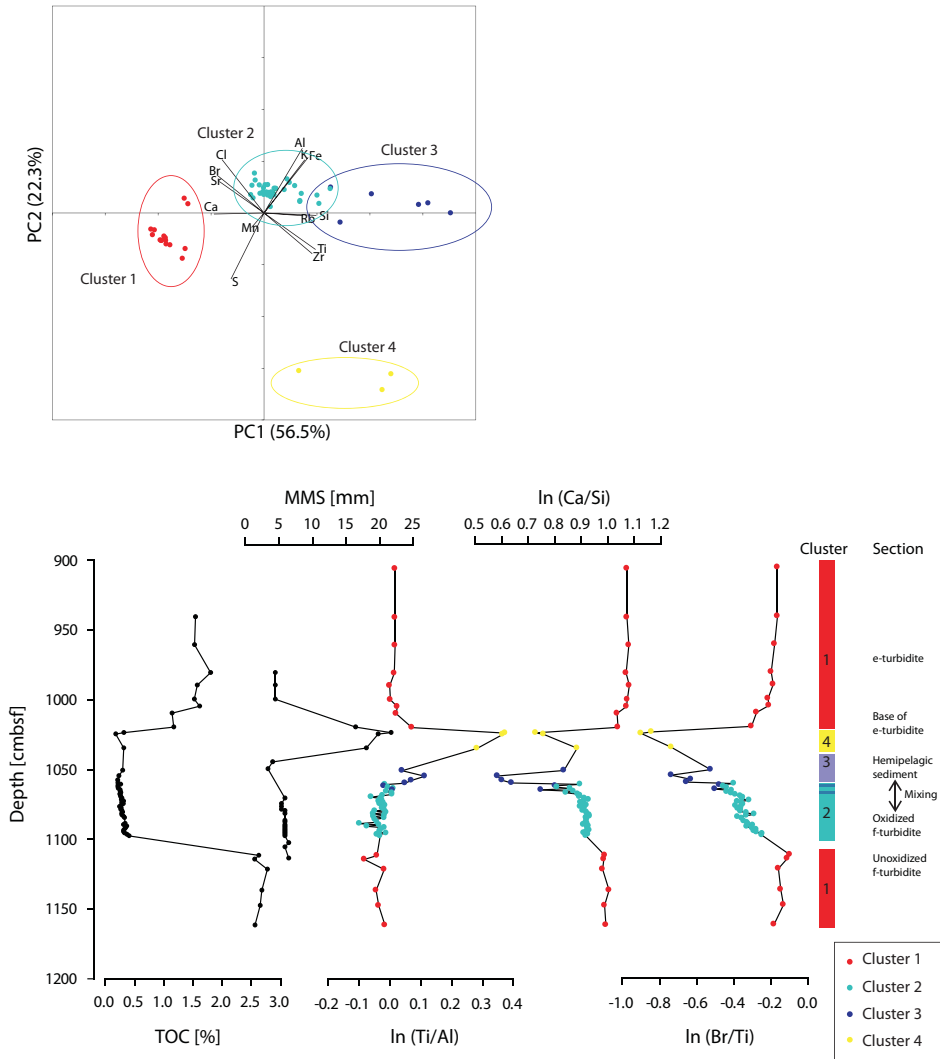 Cluster 2
Al
KFe
Cluster 3
Cl
Br
Sr
Ca
Mn
Rb
Si
Ti
Zr
S
Cluster 1
Cluster 4
PC2 (22.3%)
PC1 (56.5%)
MMS [mm]
0 5 10 15 20 25
ln (Ca/Si)
0.5 0.6 0.7 0.8 0.9 1.0 1.1 1.2
Cluster
Section
Depth [cmbsf]
900
950
1000
1050
1100
1150
1200
1
4
3
2
1
e-turbidite
Base of
e-turbidite
Hemipelagic
sediment
Mixing
Oxidized
f-turbidite
Unoxidized
f-turbidite
0.0 0.5 1.0 1.5 2.0 2.5 3.0
TOC [%]
-0.2 -0.1 0.0 0.1 0.2 0.3 0.4
ln (Ti/Al)
-1.0 -0.8 -0.6 -0.4 -0.2 0.0
ln (Br/Ti)
Cluster 1
Cluster 2
Cluster 3
Cluster 4